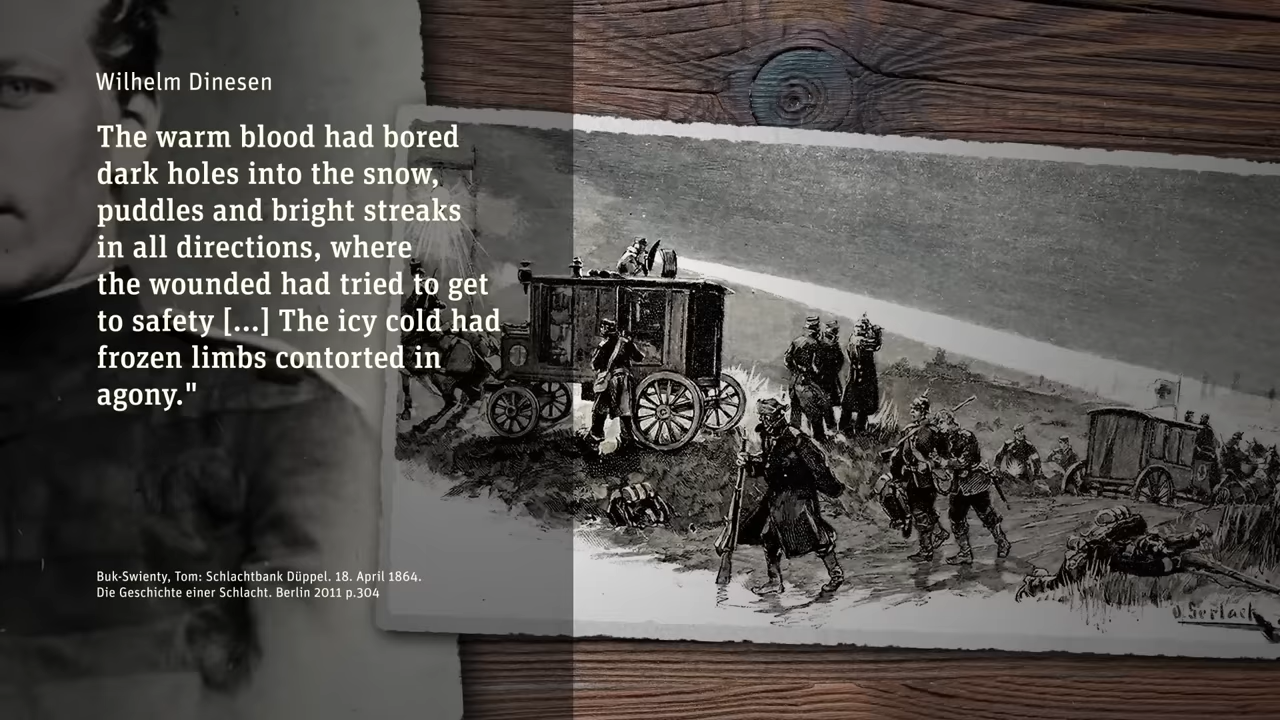 Wilhelm Dinesen
The warm blood had bored
dark holes into the snow,
puddles and bright streaks
in all directions, where
the wounded had tried to get
to safety [...] The icy cold had
frozen limbs contorted in
agony."
Buk-Swienty, Tom: Schlachtbank Düppel. 18. April 1864.
Die Geschichte einer Schlacht. Berlin 2011 p.304